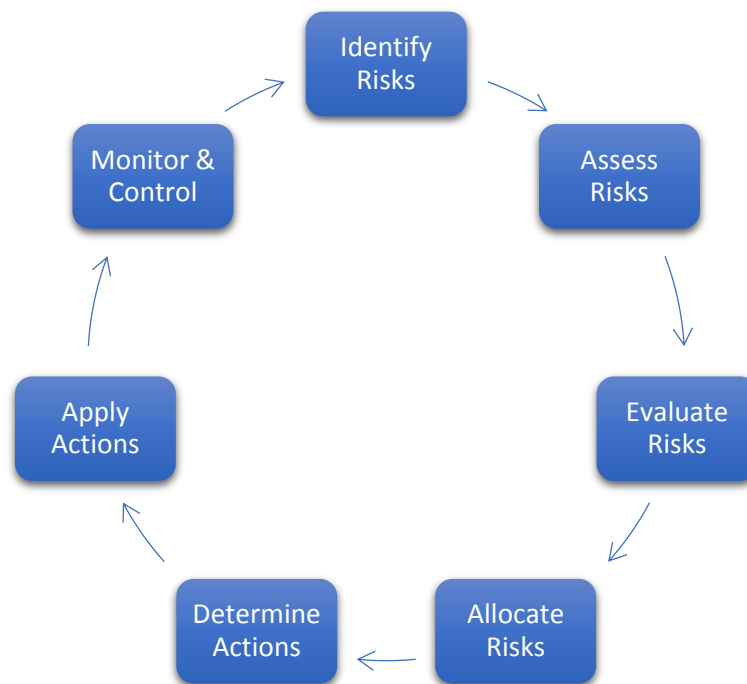 Identify
Risks
Assess
Risks
Evaluate
Risks
Allocate
Risks
Determine
Actions
Apply
Actions
Monitor &
Control